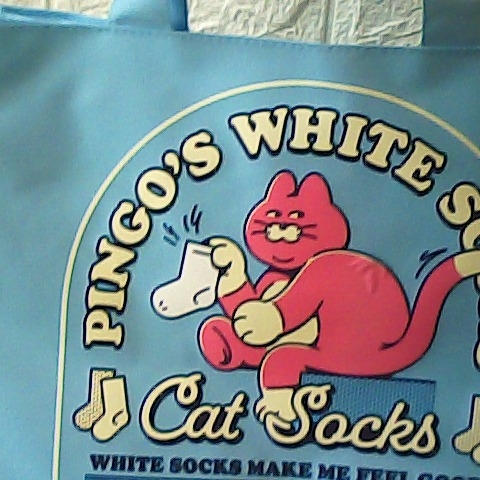 PINGO'S WHITE
Cat Socks
WHITE SOCKS MAKE ME FEEL